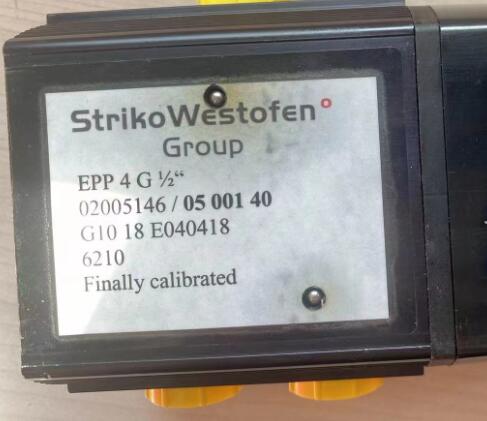 StrikoWestofen
Group
EPP 4 G ½“
02005146 / 05 001 40
G10 18 E040418
6210
Finally calibrated